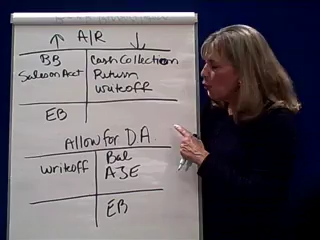 ↑ A/R ↓
BB Cash Collection
Sales on Acct Return
writeoff
EB
Allow for D.A.
writeoff Bal
AJE
EB